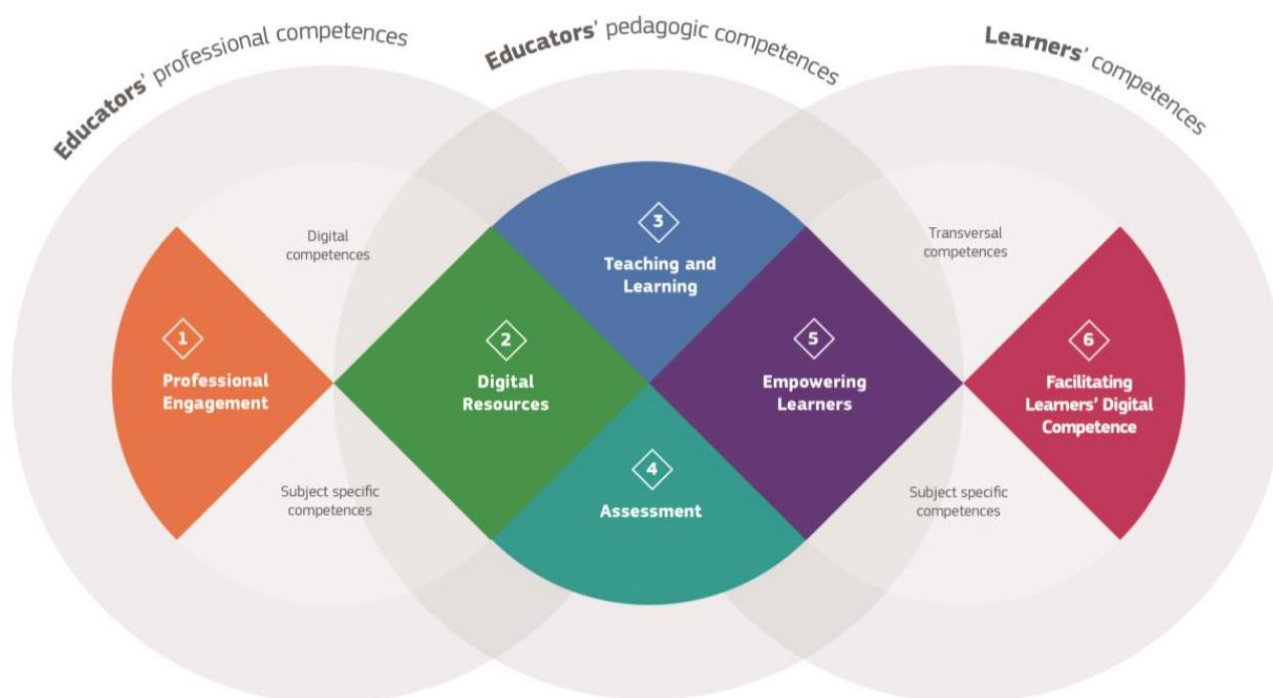 Educators' professional competences
Educators' pedagogic competences
Learners' competences
Digital
competences
Transversal
competences
1
Professional
Engagement
2
Digital
Resources
3
Teaching and
Learning
4
Assessment
5
Empowering
Learners
6
Facilitating
Learners' Digital
Competence
Subject specific
competences
Subject specific
competences